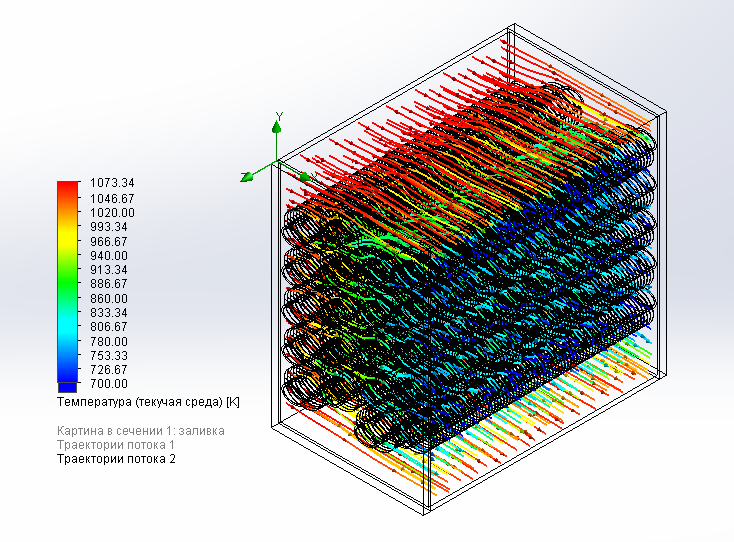 Y
Z
1073.34
1046.67
1020.00
993.34
966.67
940.00
913.34
886.67
860.00
833.34
806.67
780.00
753.33
726.67
700.00
Температура (текучая среда) [K]
Картина в сечении 1: заливка
Траектории потока 1
Траектории потока 2